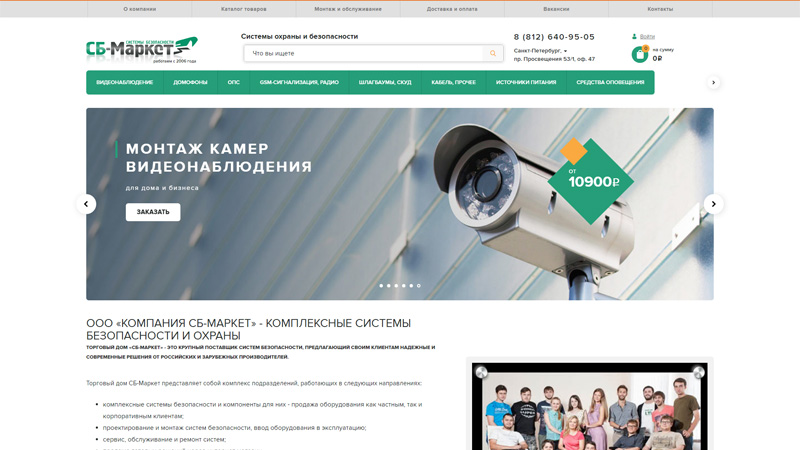 О компании
Каталог товаров
Монтаж и обслуживание
Доставка и оплата
Вакансии
Контакты
СИСТЕМЫ БЕЗОПАСНОСТИ
СБ-Маркет
работаем с 2006 года
Системы охраны и безопасности
Что вы ищете
8 (812) 640-95-05
Санкт-Петербург,
пр. Просвещения 53/1, оф. 47
Войти
0
на сумму
0₽
ВИДЕОНАБЛЮДЕНИЕ
ДОМОФОНЫ
ОПС
GSM-СИГНАЛИЗАЦИЯ, РАДИО
ШЛАГБАУМЫ, СКУД
КАБЕЛЬ, ПРОЧЕЕ
ИСТОЧНИКИ ПИТАНИЯ
СРЕДСТВА ОПОВЕЩЕНИЯ
МОНТАЖ КАМЕР
ВИДЕОНАБЛЮДЕНИЯ
для дома и бизнеса
ЗАКАЗАТЬ
ОТ
10900₽
ООО «КОМПАНИЯ СБ-МАРКЕТ» - КОМПЛЕКСНЫЕ СИСТЕМЫ
БЕЗОПАСНОСТИ И ОХРАНЫ
ТОРГОВЫЙ ДОМ «СБ-МАРКЕТ» - ЭТО КРУПНЫЙ ПОСТАВЩИК СИСТЕМ БЕЗОПАСНОСТИ, ПРЕДЛАГАЮЩИЙ СВОИМ КЛИЕНТАМ НАДЕЖНЫЕ И
СОВРЕМЕННЫЕ РЕШЕНИЯ ОТ РОССИЙСКИХ И ЗАРУБЕЖНЫХ ПРОИЗВОДИТЕЛЕЙ.
Торговый дом СБ-Маркет представляет собой комплекс подразделений, работающих в следующих направлениях:
комплексные системы безопасности и компоненты для них - продажа оборудования как частным, так и
корпоративным клиентам;
проектирование и монтаж систем безопасности, ввод оборудования в эксплуатацию;
сервис, обслуживание и ремонт систем;